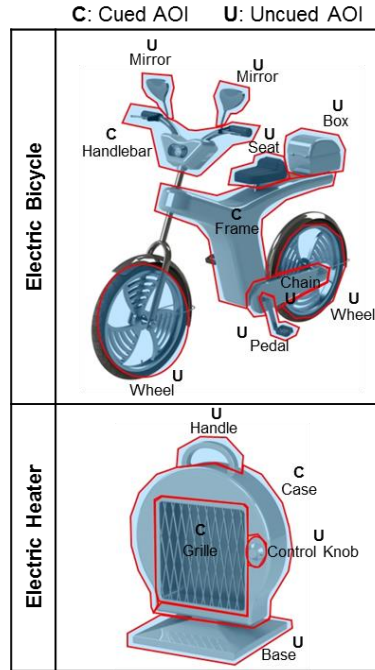 C: Cued AOI U: Uncued AOI
Electric Bicycle
U
Mirror
U
Mirror
C
Handlebar
U
Seat
U
Box
C
Frame
Chain
U
U
Wheel
U
Pedal
U
Wheel
Electric Heater
U
Handle
C
Case
C
Grille
U
Control Knob
U
Base